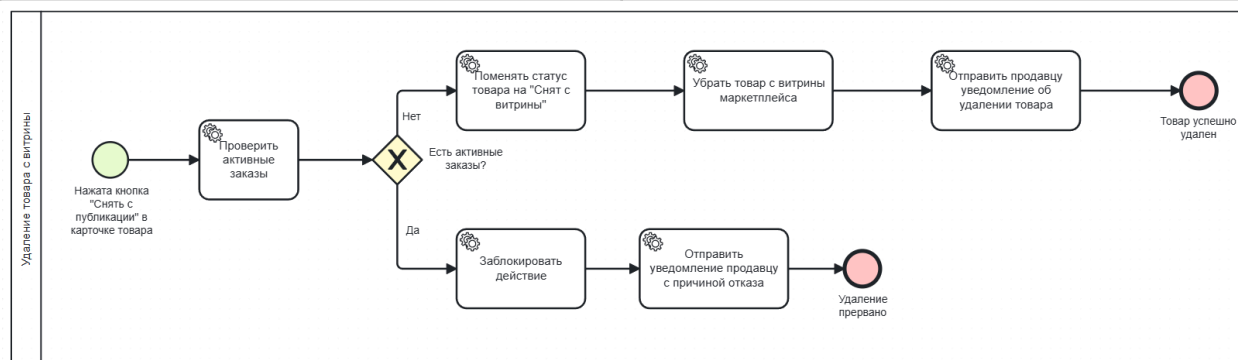 Удаление товара с витрины
Нажата кнопка
"Снять с
публикации" в
карточке товара
Проверить
активные
заказы
Есть активные
заказы?
Нет
Поменять статус
товара на "Снят с
витрины"
Убрать товар с витрины
маркетплейса
Отправить продавцу
уведомление об
удалении товара
Товар успешно
удален
Да
Заблокировать
действие
Отправить
уведомление продавцу
с причиной отказа
Удаление
прервано